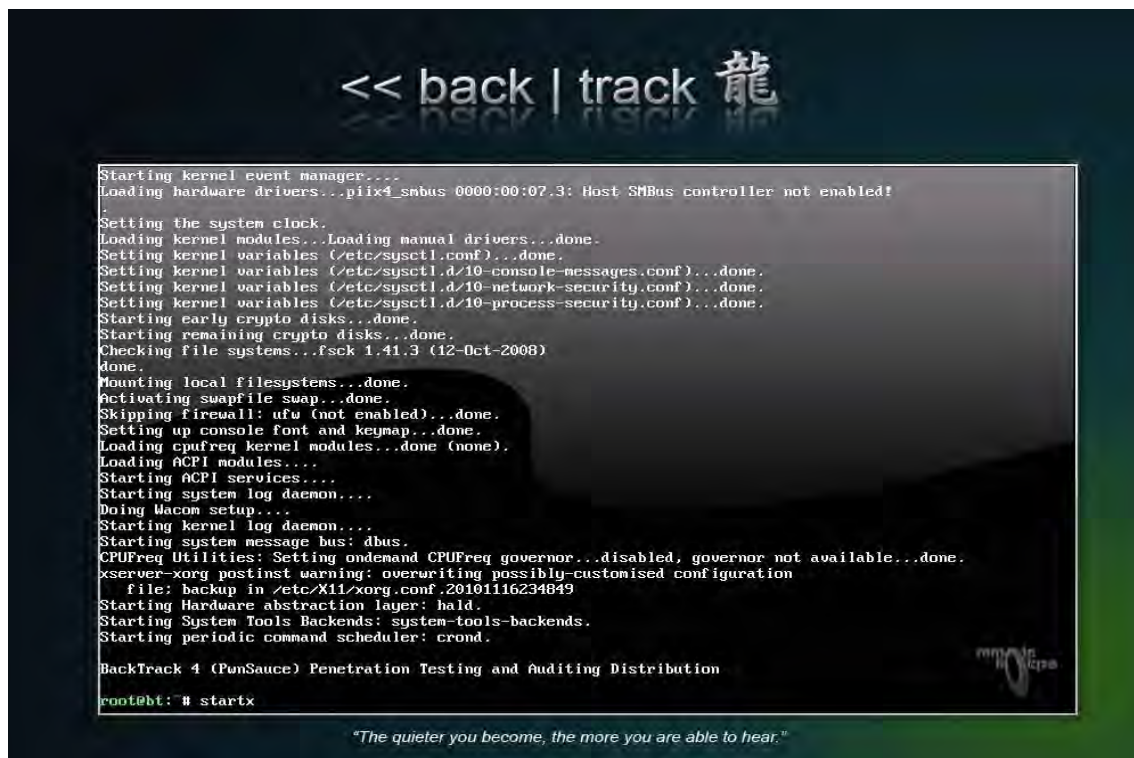 << back | track 龍
Starting kernel event manager....
Loading hardware drivers...piix4_smbus 0000:00:07.3: Host SMBus controller not enabled!
.
Setting the system clock.
Loading kernel modules...Loading manual drivers...done.
Setting kernel variables (/etc/sysctl.conf)...done.
Setting kernel variables (/etc/sysctl.d/10-console-messages.conf)...done.
Setting kernel variables (/etc/sysctl.d/10-network-security.conf)...done.
Setting kernel variables (/etc/sysctl.d/10-process-security.conf)...done.
Starting early crypto disks...done.
Starting remaining crypto disks...done.
Checking file systems...fsck 1.41.3 (12-Oct-2008)
done.
Mounting local filesystems...done.
Activating swapfile swap...done.
Skipping firewall: ufw (not enabled)...done.
Setting up console font and keymap...done.
Loading cpufreq kernel modules...done (none).
Loading ACPI modules....
Starting ACPI services....
Starting system log daemon....
Doing Wacom setup....
Starting kernel log daemon....
Starting system message bus: dbus.
CPUFreq Utilities: Setting ondemand CPUFreq governor...disabled, governor not available...done.
xserver-xorg postinst warning: overwriting possibly-customised configuration
file: backup in /etc/X11/xorg.conf.20101116234849
Starting Hardware abstraction layer: hald.
Starting System Tools Backends: system-tools-backends.
Starting periodic command scheduler: crond.
BackTrack 4 (PwnSauce) Penetration Testing and Auditing Distribution
root@bt:~# startx
"The quieter you become, the more you are able to hear."